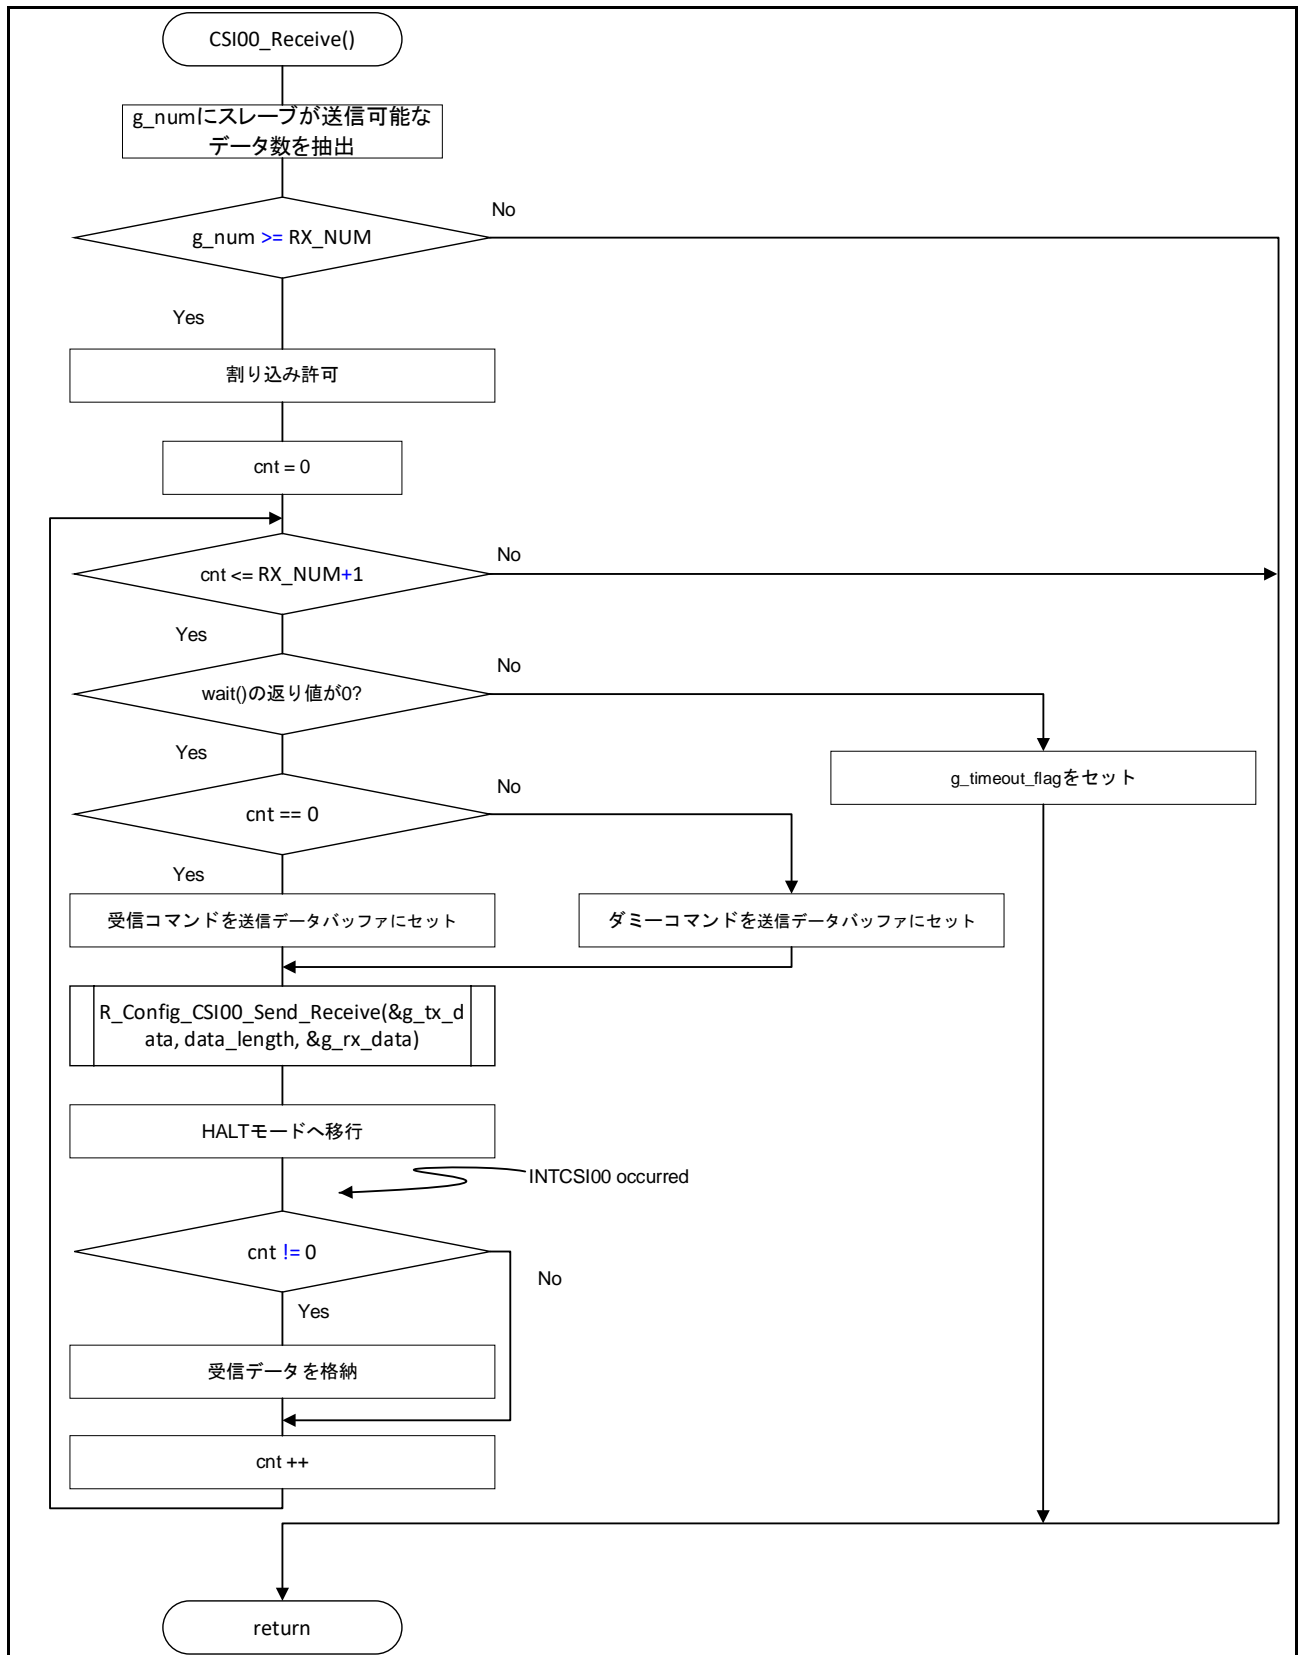 CSI00_Receive()
g_numにスレーブが送信可能な
データ数を抽出
No
g_num >= RX_NUM
Yes
割り込み許可
cnt = 0
No
cnt <= RX_NUM+1
Yes
No
wait()の返り値が0?
Yes
g_timeout_flagをセット
No
cnt == 0
Yes
受信コマンドを送信データバッファにセット
ダミーコマンドを送信データバッファにセット
R_Config_CSI00_Send_Receive(&g_tx_d
ata, data_length, &g_rx_data)
HALTモードへ移行
INTCSI00 occurred
cnt != 0
No
Yes
受信データを格納
cnt ++
return